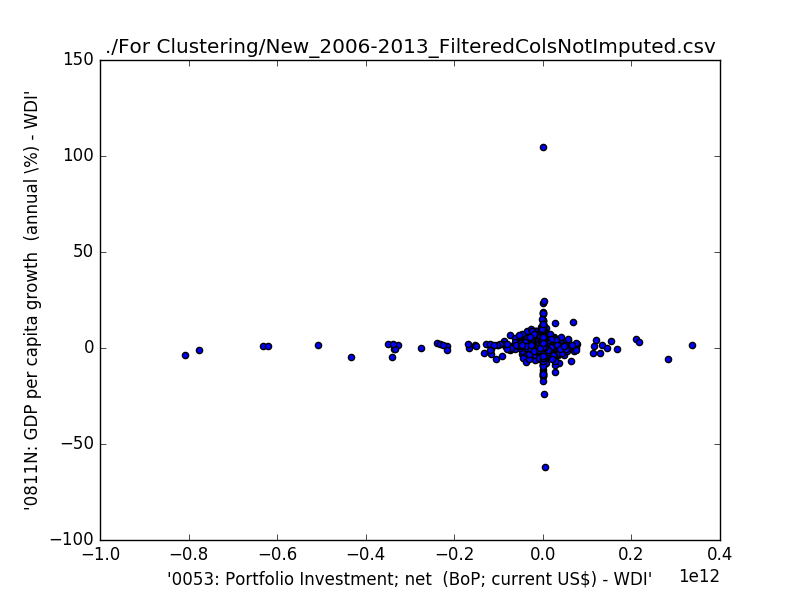 ./For Clustering/New_2006-2013_FilteredColsNotImputed.csv
150
100
50
0
−50
−100
'0811N: GDP per capita growth  (annual \%) - WDI'
−1.0 −0.8 −0.6 −0.4 −0.2 0.0 0.2 0.4
1e12
'0053: Portfolio Investment; net  (BoP; current US$) - WDI'